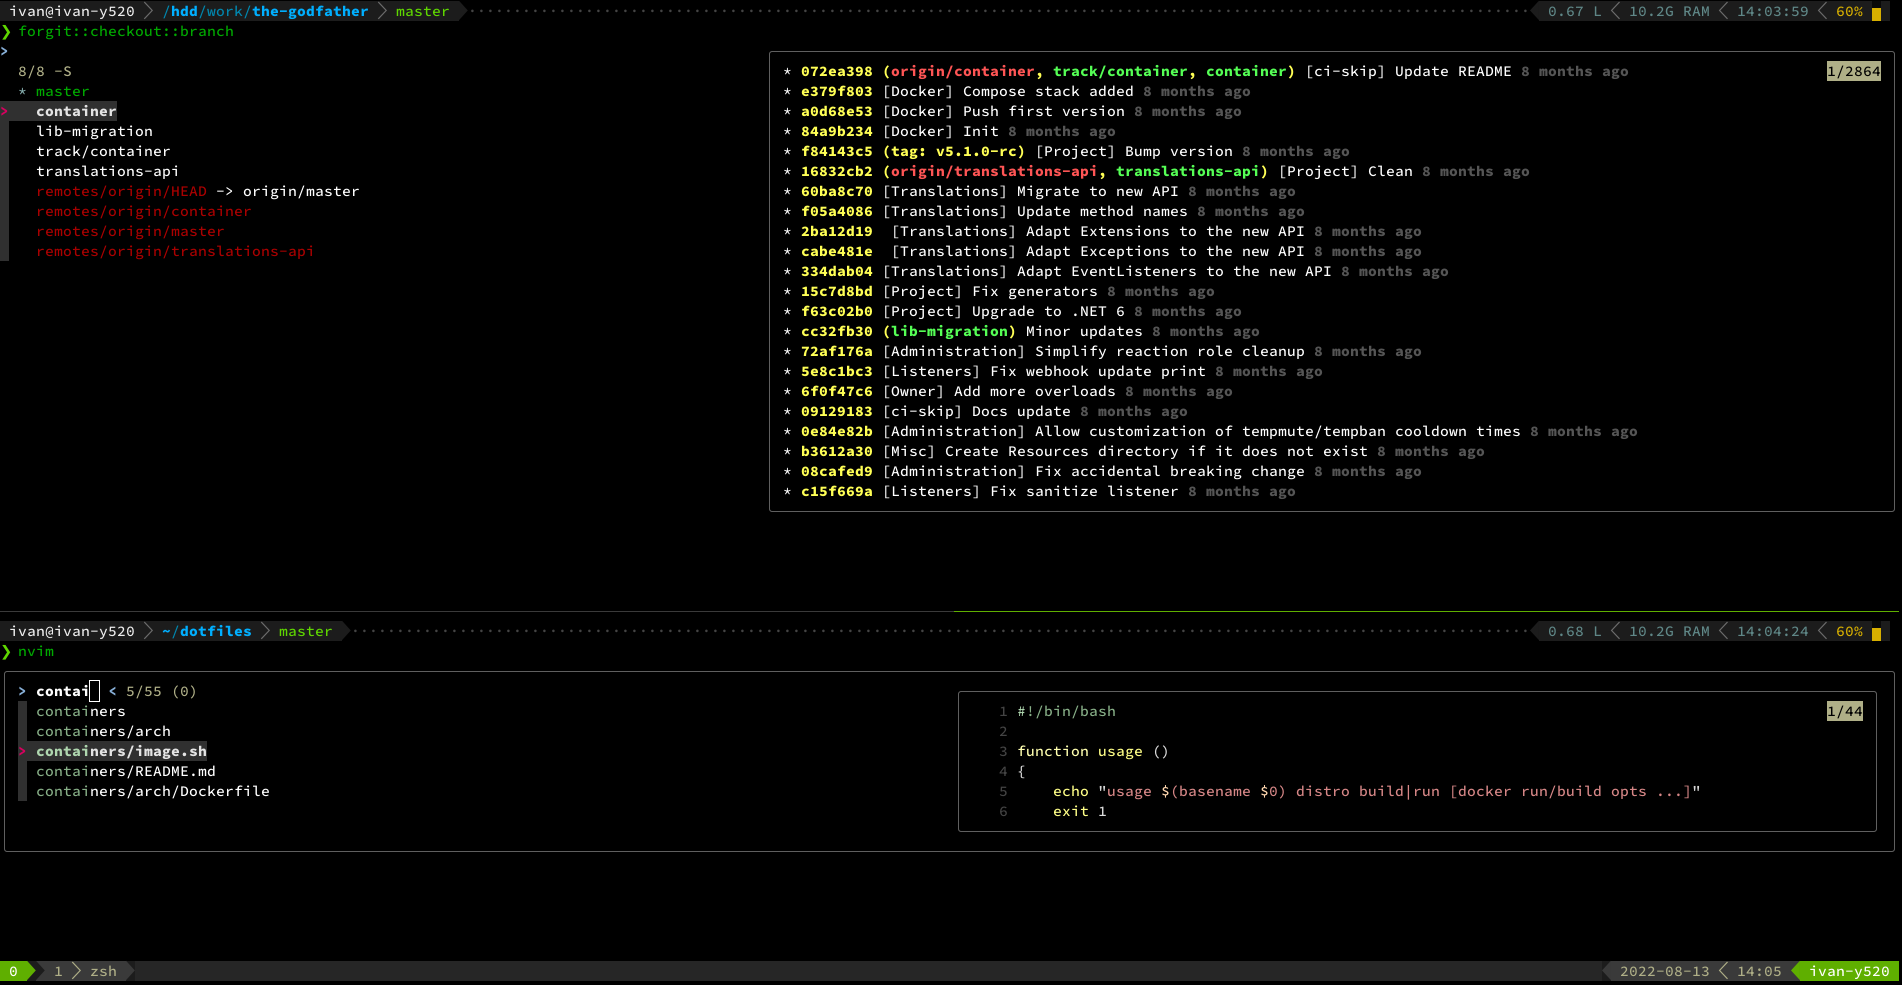 ivan@ivan-y520 /hdd/work/the-godfather master 0.67 L 10.2G RAM 14:03:59 60%
❯ forgit::checkout::branch
>
8/8 -S
* master
> container
lib-migration
track/container
translations-api
remotes/origin/HEAD -> origin/master
remotes/origin/container
remotes/origin/master
remotes/origin/translations-api
* 072ea398 (origin/container, track/container, container) [ci-skip] Update README 8 months ago 1/2864
* e379f803 [Docker] Compose stack added 8 months ago
* a0d68e53 [Docker] Push first version 8 months ago
* 84a9b234 [Docker] Init 8 months ago
* f84143c5 (tag: v5.1.0-rc) [Project] Bump version 8 months ago
* 16832cb2 (origin/translations-api, translations-api) [Project] Clean 8 months ago
* 60ba8c70 [Translations] Migrate to new API 8 months ago
* f05a4086 [Translations] Update method names 8 months ago
* 2ba12d19  [Translations] Adapt Extensions to the new API 8 months ago
* cabe481e  [Translations] Adapt Exceptions to the new API 8 months ago
* 334dab04 [Translations] Adapt EventListeners to the new API 8 months ago
* 15c7d8bd [Project] Fix generators 8 months ago
* f63c02b0 [Project] Upgrade to .NET 6 8 months ago
* cc32fb30 (lib-migration) Minor updates 8 months ago
* 72af176a [Administration] Simplify reaction role cleanup 8 months ago
* 5e8c1bc3 [Listeners] Fix webhook update print 8 months ago
* 6f0f47c6 [Owner] Add more overloads 8 months ago
* 09129183 [ci-skip] Docs update 8 months ago
* 0e84e82b [Administration] Allow customization of tempmute/tempban cooldown times 8 months ago
* b3612a30 [Misc] Create Resources directory if it does not exist 8 months ago
* 08cafed9 [Administration] Fix accidental breaking change 8 months ago
* c15f669a [Listeners] Fix sanitize listener 8 months ago
ivan@ivan-y520 ~/dotfiles master 0.68 L 10.2G RAM 14:04:24 60%
❯ nvim
> contai < 5/55 (0)
containers
containers/arch
> containers/image.sh
containers/README.md
containers/arch/Dockerfile
1 #!/bin/bash 1/44
2
3 function usage ()
4 {
5     echo "usage $(basename $0) distro build|run [docker run/build opts ...]"
6     exit 1
0 1 zsh 2022-08-13 14:05 ivan-y520